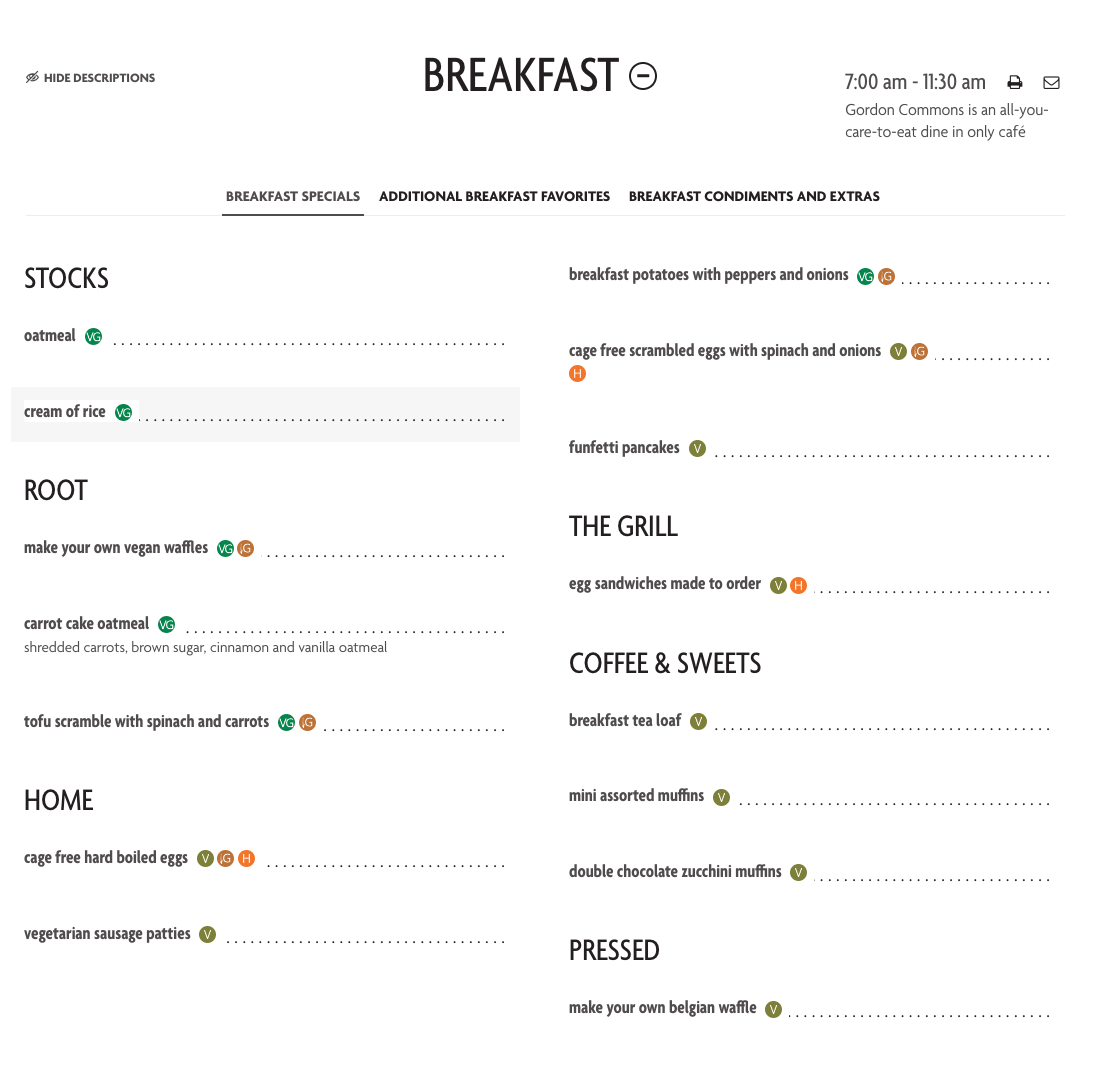 HIDE DESCRIPTIONS
BREAKFAST
7:00 am - 11:30 am
Gordon Commons is an all-you-
care-to-eat dine in only café
BREAKFAST SPECIALS ADDITIONAL BREAKFAST FAVORITES BREAKFAST CONDIMENTS AND EXTRAS
STOCKS
oatmeal VG
cream of rice VG
ROOT
make your own vegan waffles VG G
carrot cake oatmeal VG
shredded carrots, brown sugar, cinnamon and vanilla oatmeal
tofu scramble with spinach and carrots VG G
HOME
cage free hard boiled eggs V G H
vegetarian sausage patties V
breakfast potatoes with peppers and onions VG G
cage free scrambled eggs with spinach and onions V G
H
funfetti pancakes V
THE GRILL
egg sandwiches made to order V H
COFFEE & SWEETS
breakfast tea loaf V
mini assorted muffins V
double chocolate zucchini muffins V
PRESSED
make your own belgian waffle V